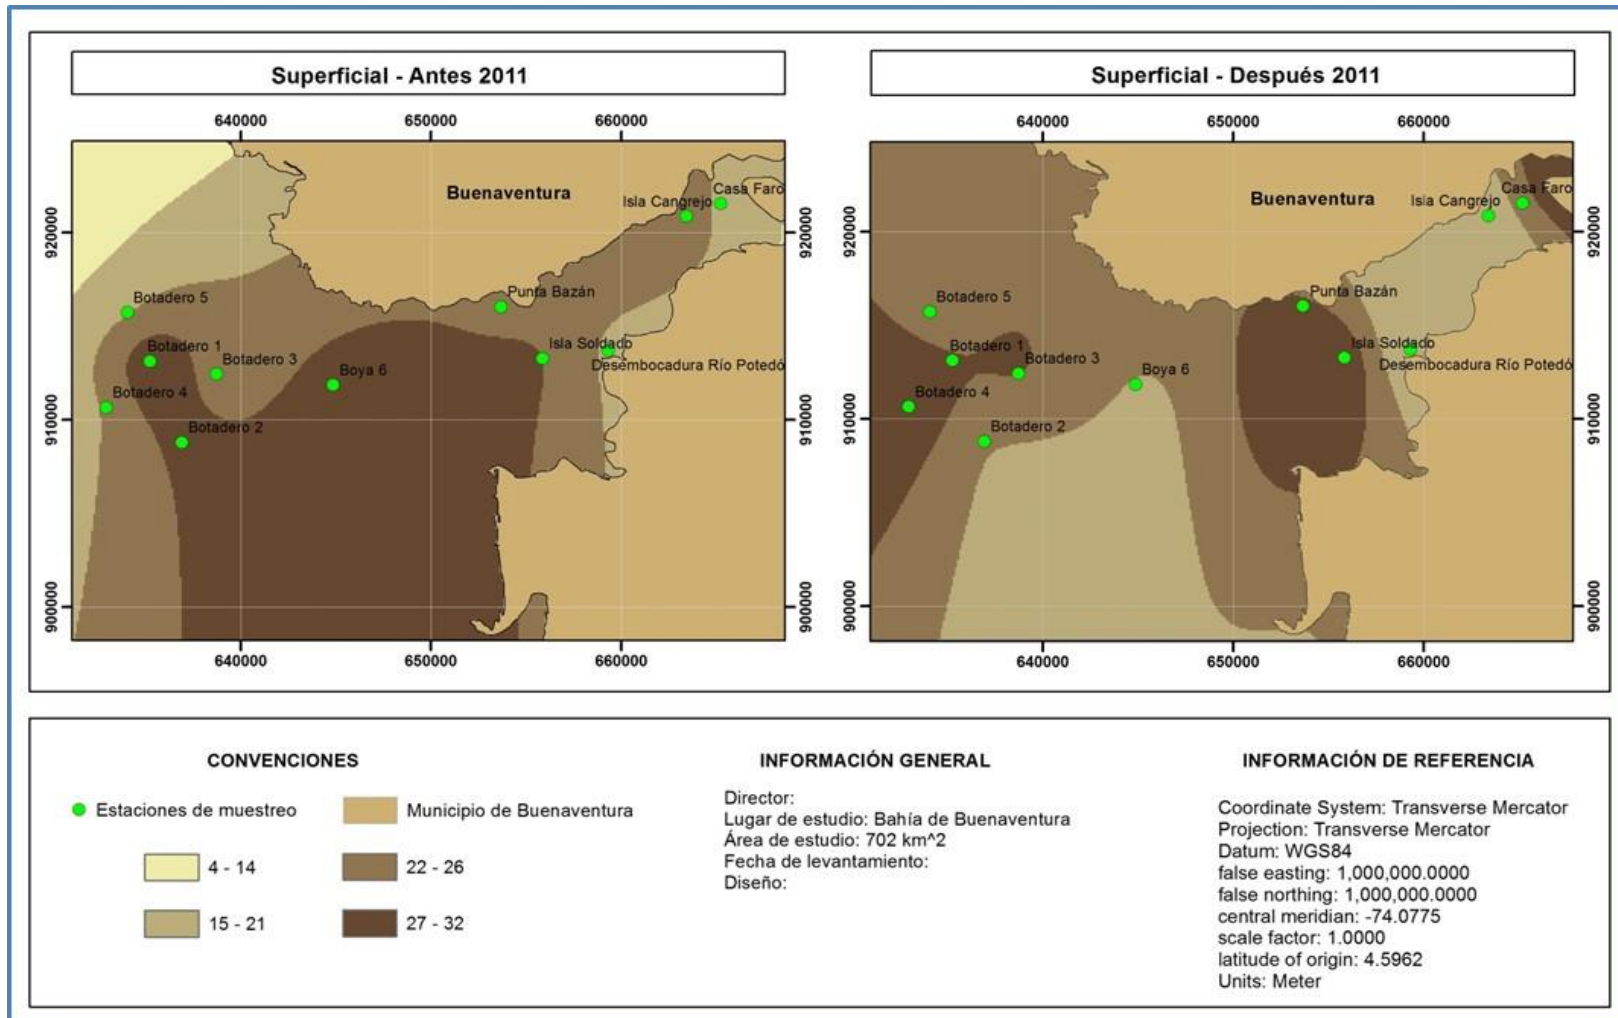 Superficial - Antes 2011
640000
650000
660000
920000
910000
900000
Buenaventura
Casa Faro
Isla Cangrejo
Botadero 5
Punta Bazán
Botadero 1
Botadero 3
Isla Soldado
Boya 6
Desembocadura Río Potedó
Botadero 4
Botadero 2
920000
910000
900000
640000
650000
660000
Superficial - Después 2011
640000
650000
660000
920000
910000
900000
Buenaventura
Casa Faro
Isla Cangrejo
Botadero 5
Punta Bazán
Botadero 1
Botadero 3
Isla Soldado
Boya 6
Desembocadura Río Potedó
Botadero 4
Botadero 2
920000
910000
900000
640000
650000
660000
CONVENCIONES
Estaciones de muestreo
Municipio de Buenaventura
4 - 14
22 - 26
15 - 21
27 - 32
INFORMACIÓN GENERAL
Director:
Lugar de estudio: Bahía de Buenaventura
Área de estudio: 702 km^2
Fecha de levantamiento:
Diseño:
INFORMACIÓN DE REFERENCIA
Coordinate System: Transverse Mercator
Projection: Transverse Mercator
Datum: WGS84
false easting: 1,000,000.0000
false northing: 1,000,000.0000
central meridian: -74.0775
scale factor: 1.0000
latitude of origin: 4.5962
Units: Meter